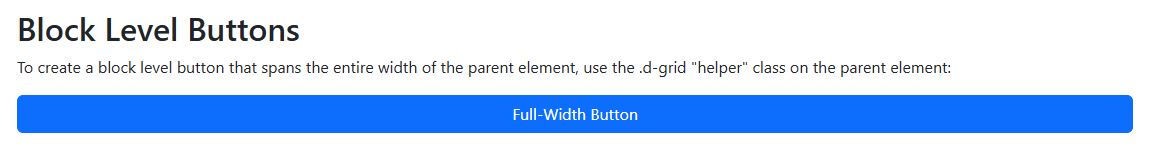 Block Level Buttons
To create a block level button that spans the entire width of the parent element, use the .d-grid "helper" class on the parent element:
Full-Width Button